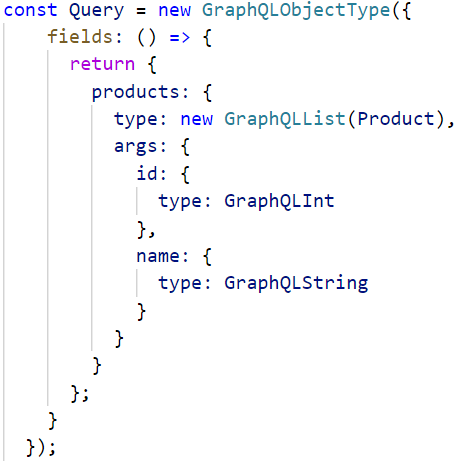 const Query = new GraphQLObjectType({
    fields: () => {
      return {
        products: {
          type: new GraphQLList(Product),
          args: {
            id: {
              type: GraphQLInt
            },
            name: {
              type: GraphQLString
            }
          }
        }
      };
    }
  });